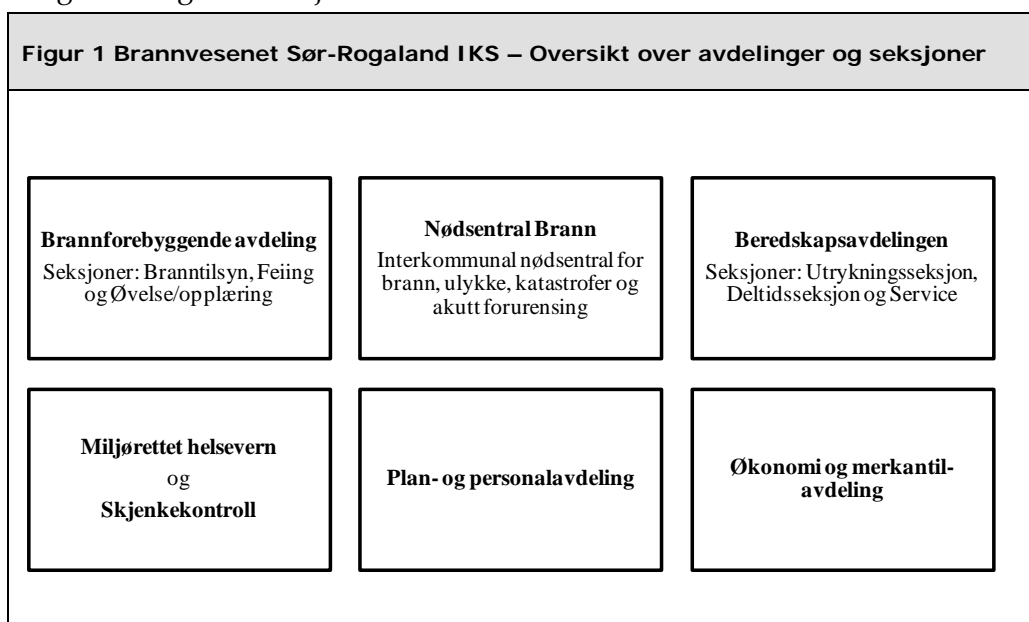 Figur 1 Brannvesenet Sør-Rogaland IKS – Oversikt over avdelinger og seksjoner
Brannforebyggende avdeling
Seksjoner: Branntilsyn, Feiing
og Øvelse/opplæring
Nødsentral Brann
Interkommunal nødsentral for
brann, ulykke, katastrofer og
akutt forurensing
Beredskapsavdelingen
Seksjoner: Utrykningsseksjon,
Deltidsseksjon og Service
Miljørettet helsevern
og
Skjenkekontroll
Plan- og personalavdeling
Økonomi og merkantil-
avdeling